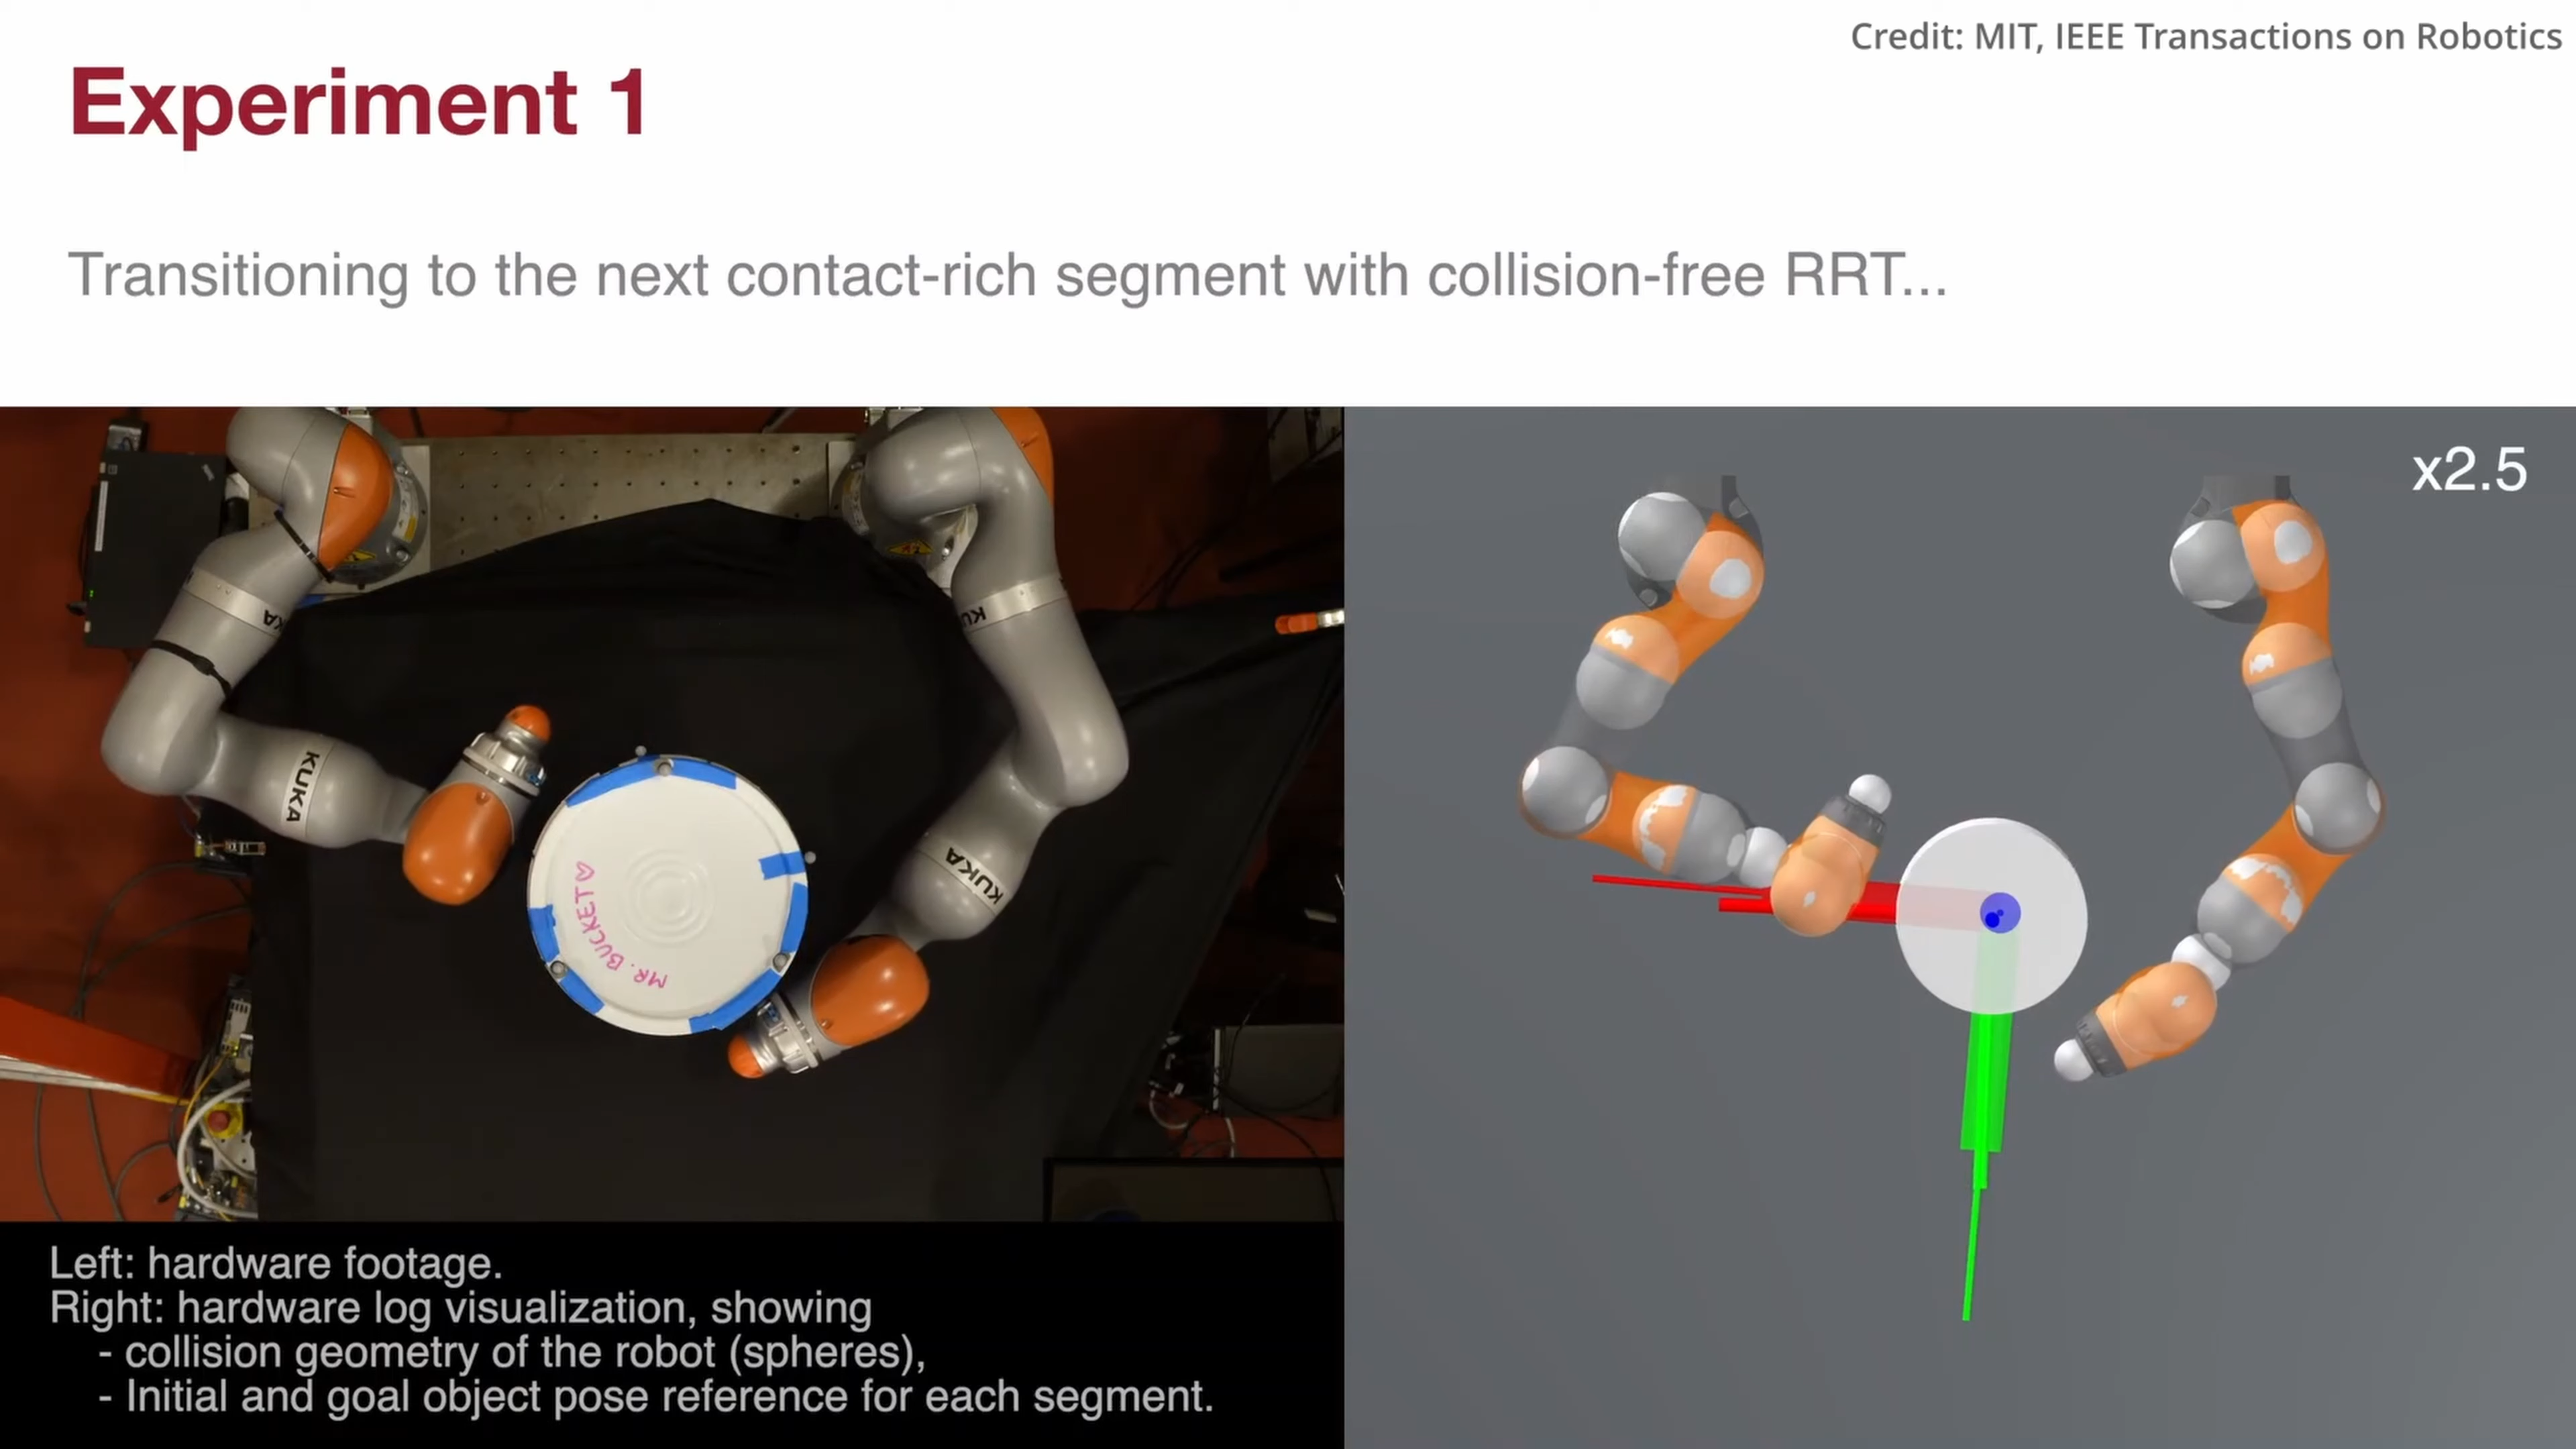 Credit: MIT, IEEE Transactions on Robotics
Experiment 1
Transitioning to the next contact-rich segment with collision-free RRT...
x2.5
KUKA
KUKA
MR. BUCKET♡
Left: hardware footage.
Right: hardware log visualization, showing
- collision geometry of the robot (spheres),
- Initial and goal object pose reference for each segment.